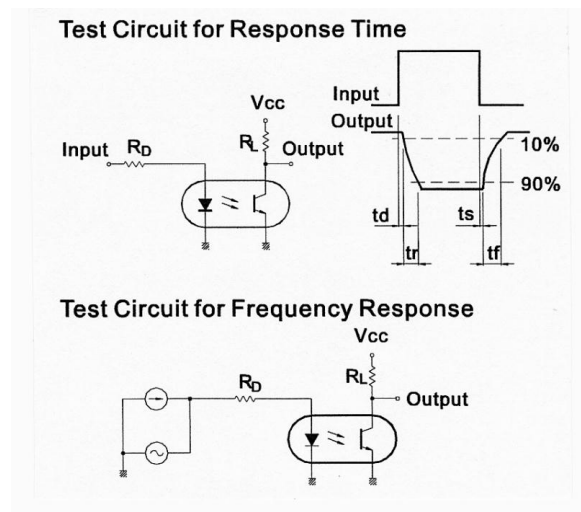 Test Circuit for Response Time
Vcc
Input RD
RL
Output
Input
Output
10%
90%
td
ts
tr
tf
Test Circuit for Frequency Response
Vcc
RD
RL
Output